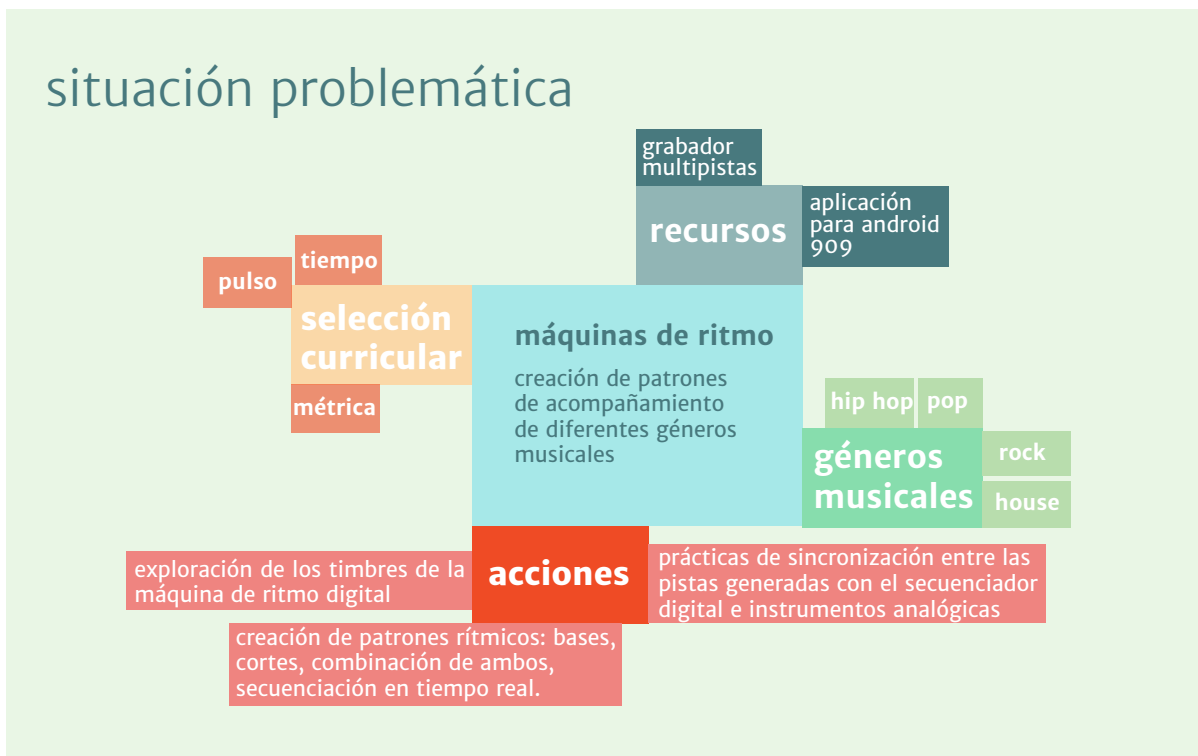 situación problemática
grabador
multipistas
recursos
aplicación
para android
909
tiempo
pulso
selección
curricular
métrica
máquinas de ritmo
creación de patrones
de acompañamiento
de diferentes géneros
musicales
hip hop
pop
géneros
musicales
rock
house
acciones
exploración de los timbres de la
máquina de ritmo digital
prácticas de sincronización entre las
pistas generadas con el secuenciador
digital e instrumentos analógicas
creación de patrones rítmicos: bases,
cortes, combinación de ambos,
secuenciación en tiempo real.